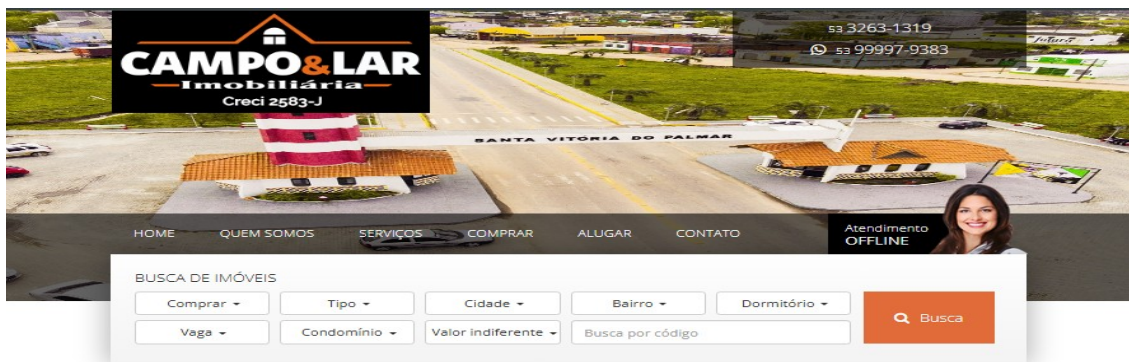 CAMPO&LAR
Imobiliária
Creci 2583-J
53 3263-1319
53 99997-9383
futura
SANTA VITÓRIA DO PALMAR
HOME QUEM SOMOS SERVIÇOS COMPRAR ALUGAR CONTATO
Atendimento
OFFLINE
BUSCA DE IMÓVEIS
Comprar Tipo Cidade Bairro Dormitório
Vaga Condomínio Valor indiferente Busca por código
Busca